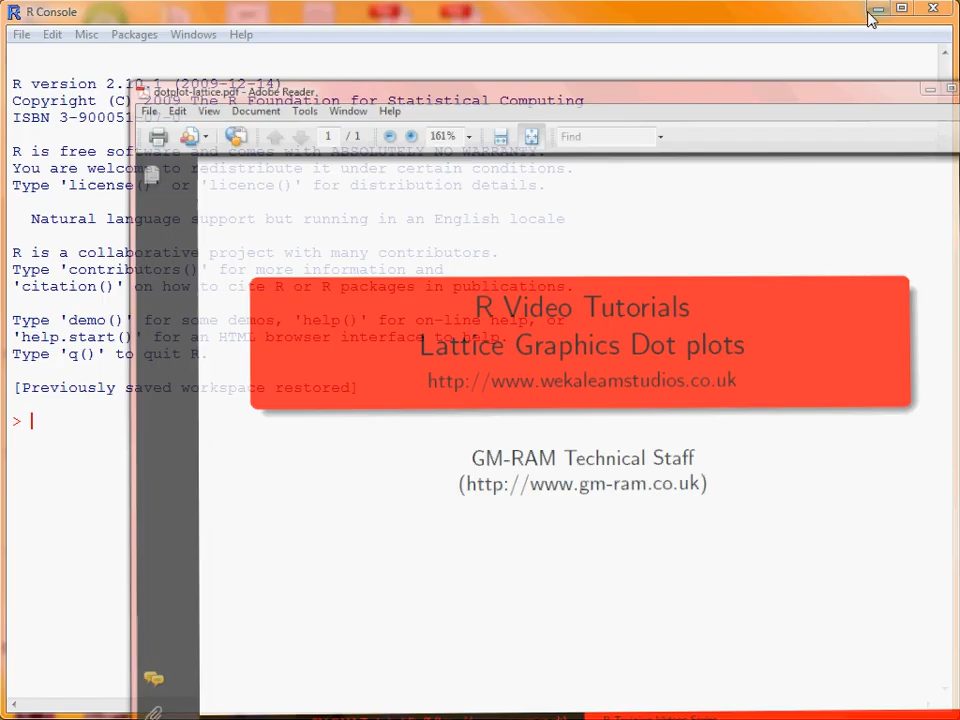 R Console
File Edit Misc Packages Windows Help
R version 2.10.1 (2009-12-14)
Copyright (C) 2009 The R Foundation for Statistical Computing
ISBN 3-900051-07-0
R is free software and comes with ABSOLUTELY NO WARRANTY.
You are welcome to redistribute it under certain conditions.
Type 'license()' or 'licence()' for distribution details.
Natural language support but running in an English locale
R is a collaborative project with many contributors.
Type 'contributors()' for more information and
'citation()' on how to cite R or R packages in publications.
Type 'demo()' for some demos, 'help()' for on-line help, or
'help.start()' for an HTML browser interface to help.
Type 'q()' to quit R.
[Previously saved workspace restored]
>
dotplot-lattice.pdf - Adobe Reader
File Edit View Document Tools Window Help
1 / 1 161% Find
R Video Tutorials
Lattice Graphics Dot plots
http://www.wekaleamstudios.co.uk
GM-RAM Technical Staff
(http://www.gm-ram.co.uk)